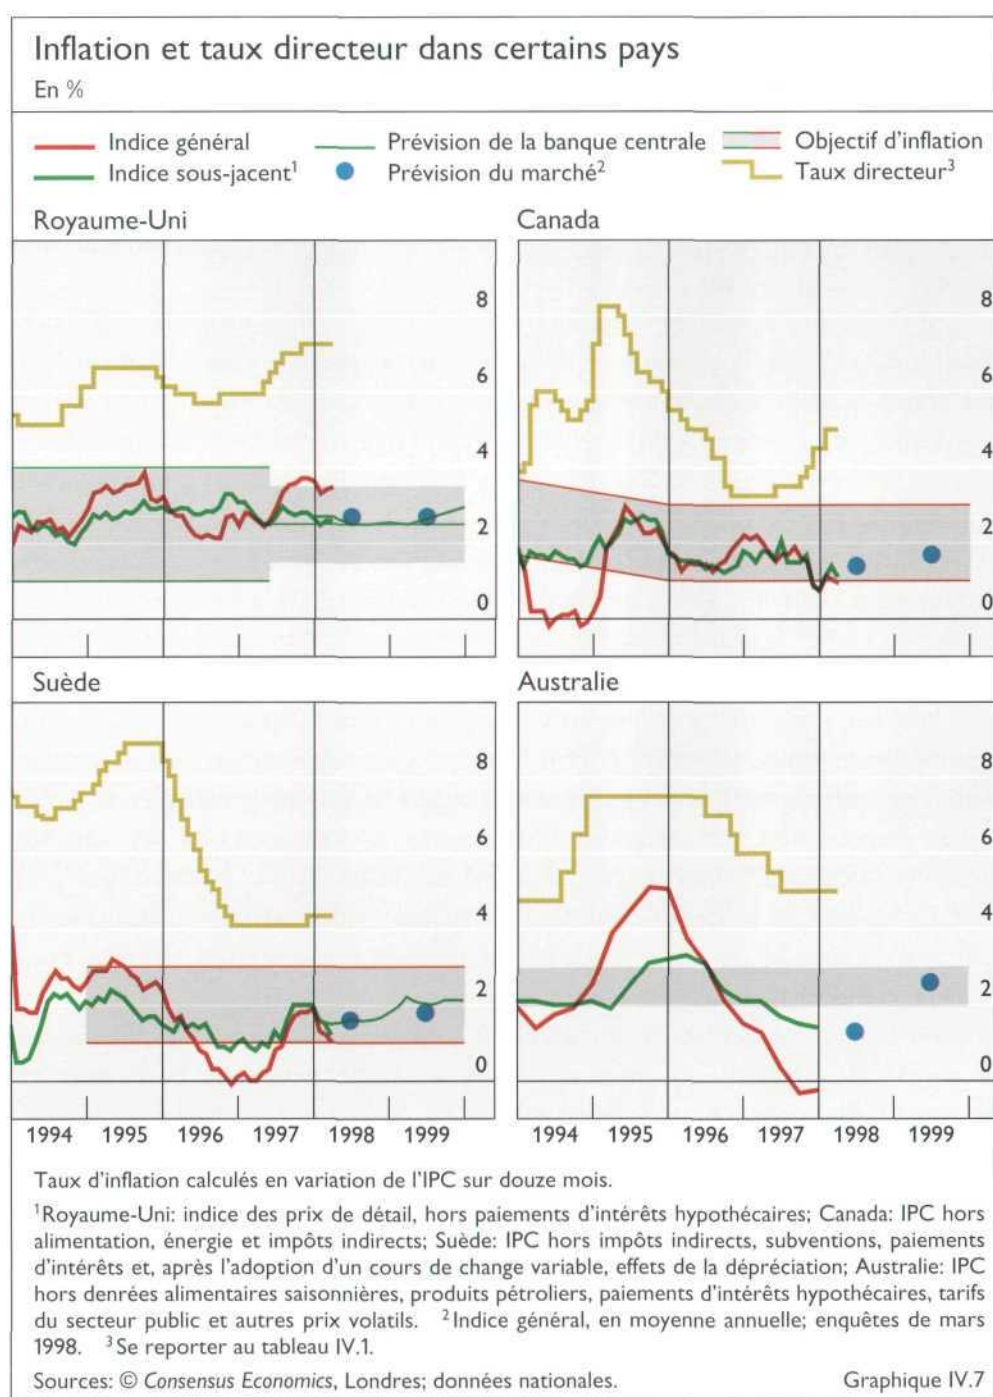 Inflation et taux directeur dans certains pays
En %
Indice général
Prévision de la banque centrale
Objectif d'inflation
Indice sous-jacent¹
Prévision du marché²
Taux directeur³
Royaume-Uni
Canada
8
8
6
6
4
4
2
2
0
0
Suède
Australie
8
8
6
6
4
4
2
2
0
0
1994 1995 1996 1997 1998 1999
1994 1995 1996 1997 1998 1999
Taux d'inflation calculés en variation de l'IPC sur douze mois.
¹Royaume-Uni: indice des prix de détail, hors paiements d'intérêts hypothécaires; Canada: IPC hors
alimentation, énergie et impôts indirects; Suède: IPC hors impôts indirects, subventions, paiements
d'intérêts et, après l'adoption d'un cours de change variable, effets de la dépréciation; Australie: IPC
hors denrées alimentaires saisonnières, produits pétroliers, paiements d'intérêts hypothécaires, tarifs
du secteur public et autres prix volatils. ²Indice général, en moyenne annuelle; enquêtes de mars
1998. ³Se reporter au tableau IV.1.
Sources: © Consensus Economics, Londres; données nationales.
Graphique IV.7